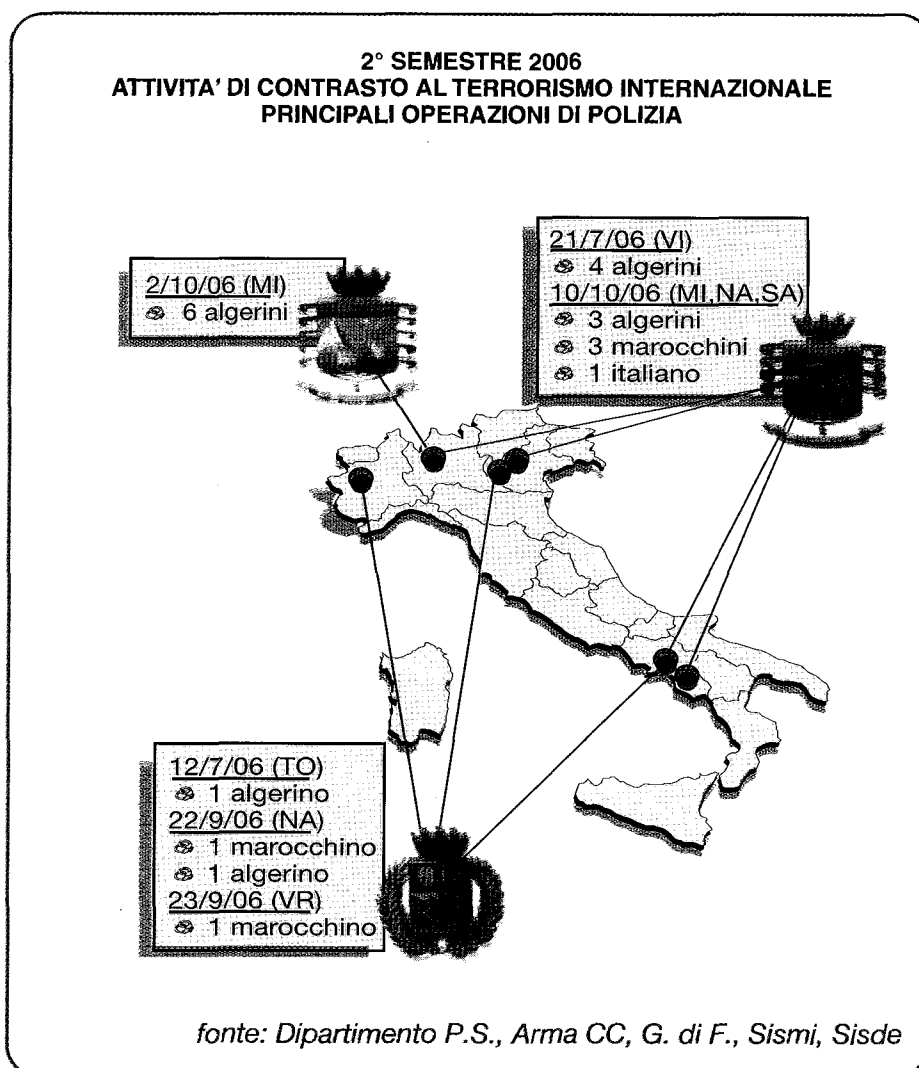 2° SEMESTRE 2006
ATTIVITA' DI CONTRASTO AL TERRORISMO INTERNAZIONALE
PRINCIPALI OPERAZIONI DI POLIZIA
2/10/06 (MI)
6 algerini
21/7/06 (VI)
4 algerini
10/10/06 (MI,NA,SA)
3 algerini
3 marocchini
1 italiano
12/7/06 (TO)
1 algerino
22/9/06 (NA)
1 marocchino
1 algerino
23/9/06 (VR)
1 marocchino
fonte: Dipartimento P.S., Arma CC, G. di F., Sismi, Sisde